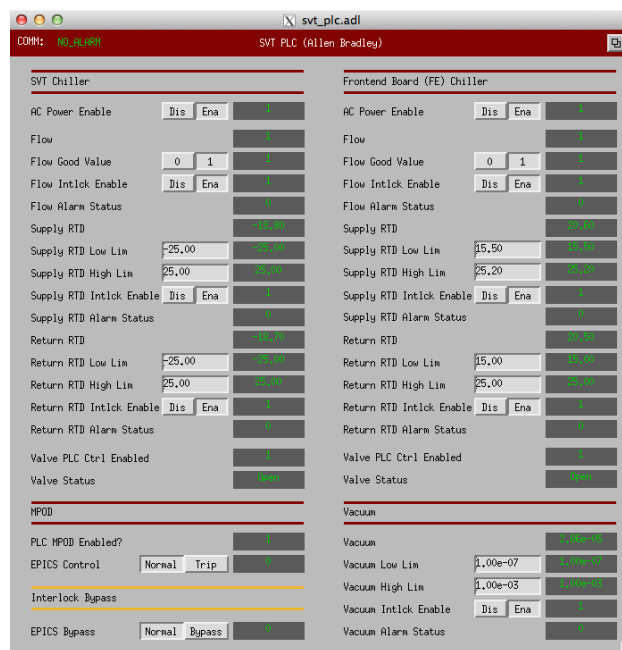 svt_plc.adl
COMM: NO_ALARM SVT PLC (Allen Bradley)
SVT Chiller
AC Power Enable Dis Ena 1
Flow 1
Flow Good Value 0 1 1
Flow Intlck Enable Dis Ena 1
Flow Alarm Status 0
Supply RTD -18.80
Supply RTD Low Lim -25.00 -25.00
Supply RTD High Lim 25.00 25.00
Supply RTD Intlck Enable Dis Ena 1
Supply RTD Alarm Status 0
Return RTD -18.70
Return RTD Low Lim -25.00 -25.00
Return RTD High Lim 25.00 25.00
Return RTD Intlck Enable Dis Ena 1
Return RTD Alarm Status 0
Valve PLC Ctrl Enabled 1
Valve Status Open
MPOD
PLC MPOD Enabled? 1
EPICS Control Normal Trip 0
Interlock Bypass
EPICS Bypass Normal Bypass 0
Frontend Board (FE) Chiller
AC Power Enable Dis Ena 1
Flow 1
Flow Good Value 0 1 1
Flow Intlck Enable Dis Ena 1
Flow Alarm Status 0
Supply RTD 20.60
Supply RTD Low Lim 15.50 15.50
Supply RTD High Lim 25.20 25.20
Supply RTD Intlck Enable Dis Ena 1
Supply RTD Alarm Status 0
Return RTD 20.50
Return RTD Low Lim 15.00 15.00
Return RTD High Lim 25.00 25.00
Return RTD Intlck Enable Dis Ena 1
Return RTD Alarm Status 0
Valve PLC Ctrl Enabled 1
Valve Status Open
Vacuum
Vacuum 2.86e-05
Vacuum Low Lim 1.00e-07 1.00e-07
Vacuum High Lim 1.00e-03 1.00e-03
Vacuum Intlck Enable Dis Ena 1
Vacuum Alarm Status 0